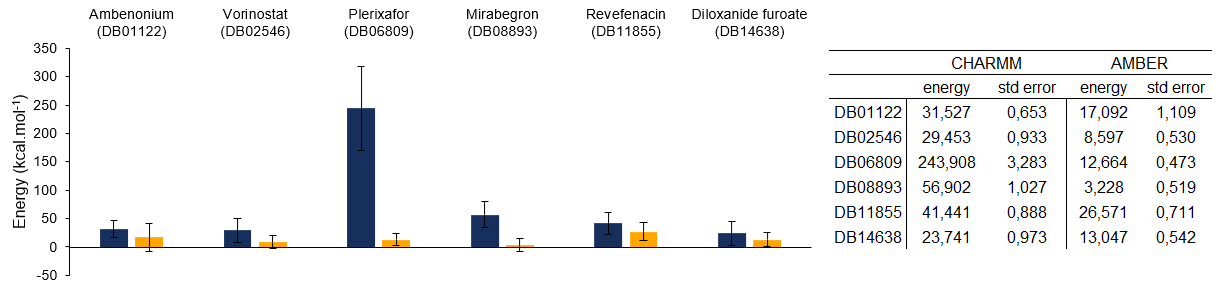 Ambenonium
(DB01122)
Vorinostat
(DB02546)
Plerixafor
(DB06809)
Mirabegron
(DB08893)
Revefenacin
(DB11855)
Diloxanide furoate
(DB14638)
Energy (kcal.mol-1)
350
300
250
200
150
100
50
0
-50
CHARMM AMBER
energy std error energy std error
DB01122 31,527 0,653 17,092 1,109
DB02546 29,453 0,933 8,597 0,530
DB06809 243,908 3,283 12,664 0,473
DB08893 56,902 1,027 3,228 0,519
DB11855 41,441 0,888 26,571 0,711
DB14638 23,741 0,973 13,047 0,542